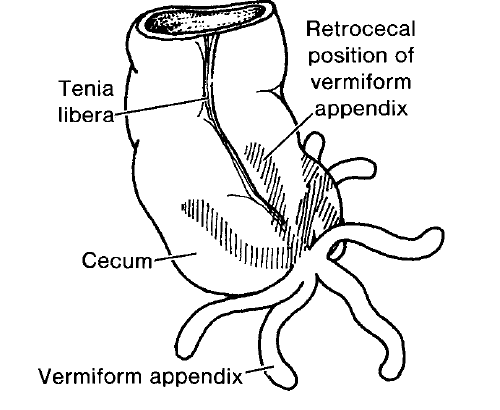 Retrocecal
position of
vermiform
appendix
Tenia
libera
Cecum
Vermiform appendix